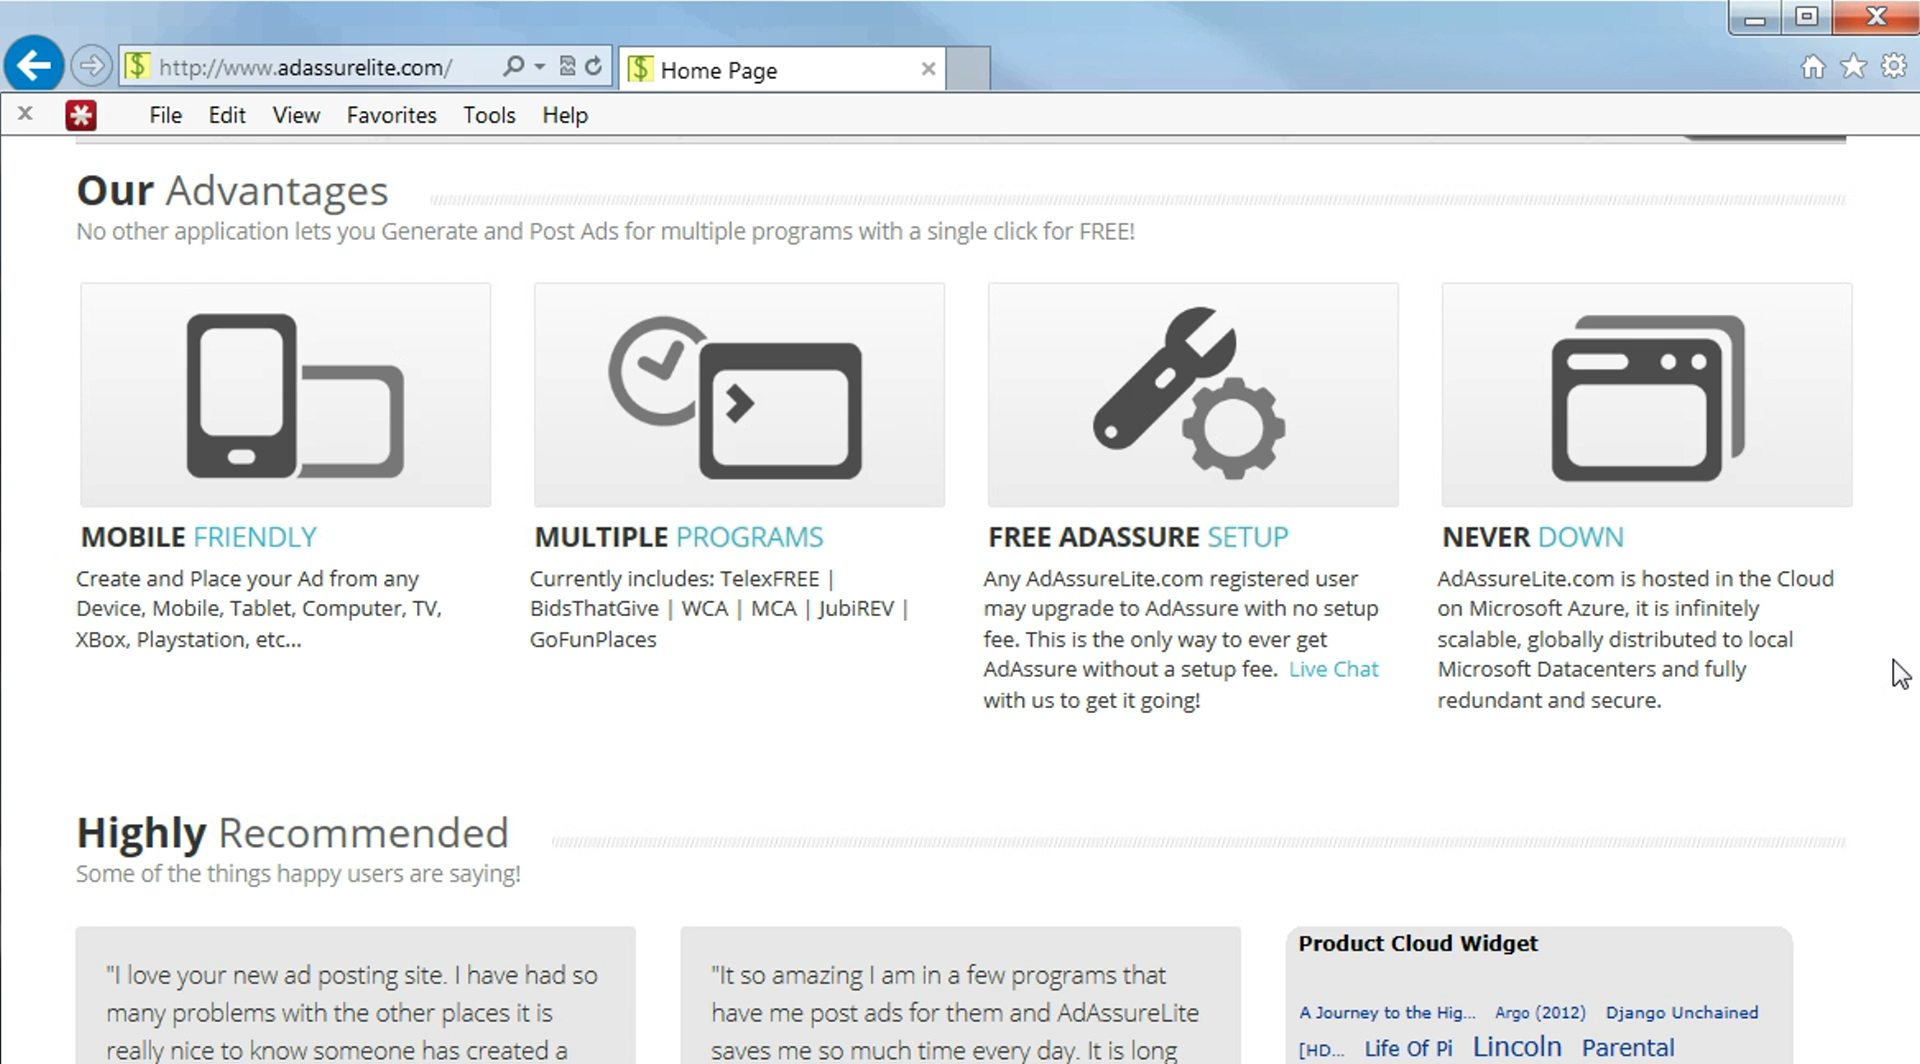 http://www.adassurelite.com/
Home Page
File Edit View Favorites Tools Help
Our Advantages
No other application lets you Generate and Post Ads for multiple programs with a single click for FREE!
MOBILE FRIENDLY
Create and Place your Ad from any
Device, Mobile, Tablet, Computer, TV,
XBox, Playstation, etc...
MULTIPLE PROGRAMS
Currently includes: TelexFREE |
BidsThatGive | WCA | MCA | JubiREV |
GoFunPlaces
FREE ADASSURE SETUP
Any AdAssureLite.com registered user
may upgrade to AdAssure with no setup
fee. This is the only way to ever get
AdAssure without a setup fee. Live Chat
with us to get it going!
NEVER DOWN
AdAssureLite.com is hosted in the Cloud
on Microsoft Azure, it is infinitely
scalable, globally distributed to local
Microsoft Datacenters and fully
redundant and secure.
Highly Recommended
Some of the things happy users are saying!
"I love your new ad posting site. I have had so
many problems with the other places it is
really nice to know someone has created a
"It so amazing I am in a few programs that
have me post ads for them and AdAssureLite
saves me so much time every day. It is long
Product Cloud Widget
A Journey to the Hig... Argo (2012) Django Unchained
[HD... Life Of Pi Lincoln Parental